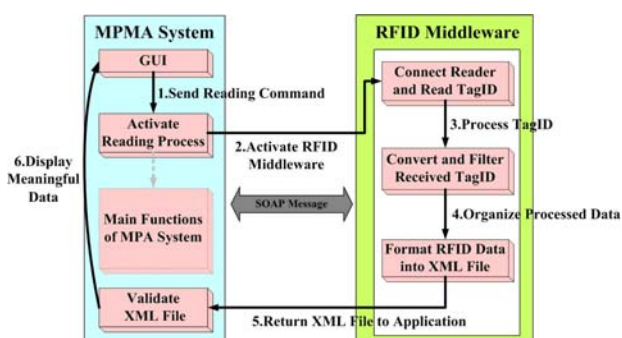 MPMA System
RFID Middleware
GUI
1.Send Reading Command
Activate
Reading Process
2.Activate RFID
Middleware
Connect Reader
and Read TagID
3.Process TagID
Convert and Filter
Received TagID
4.Organize Processed Data
Format RFID Data
into XML File
SOAP Message
Main Functions
of MPA System
Validate
XML File
5.Return XML File to Application
6.Display
Meaningful
Data